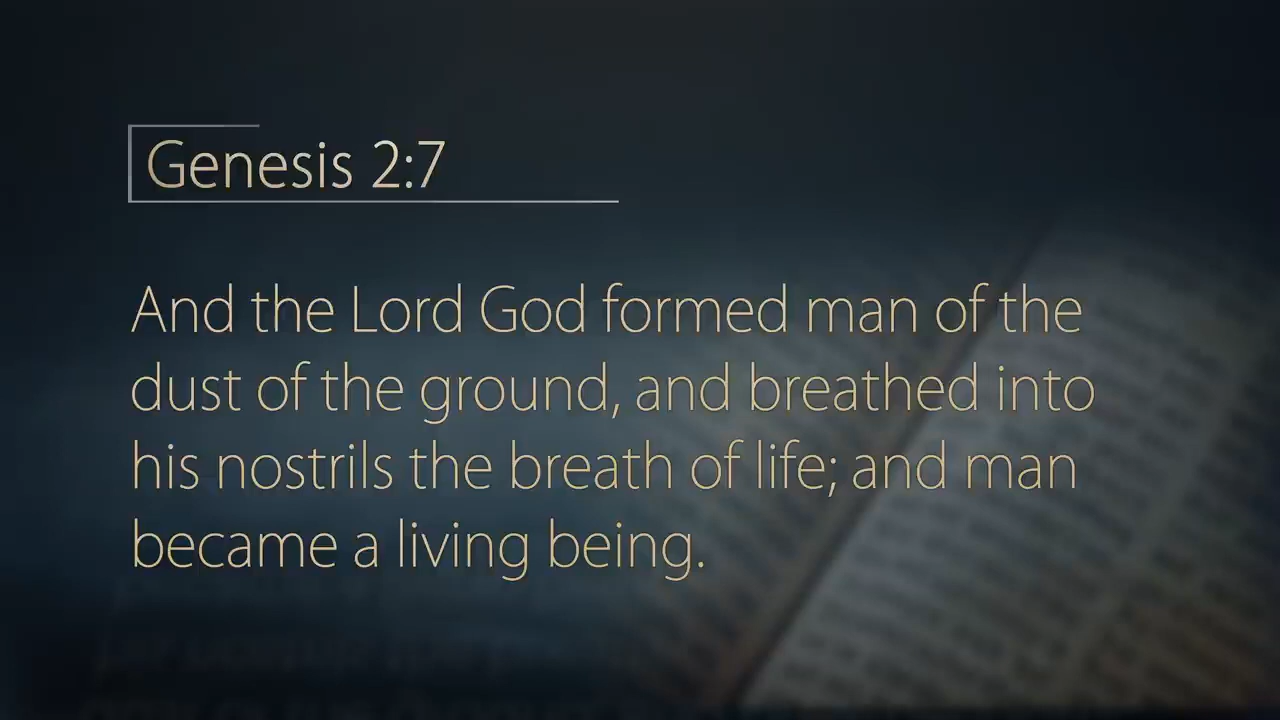 Genesis 2:7
And the Lord God formed man of the
dust of the ground, and breathed into
his nostrils the breath of life; and man
became a living being.